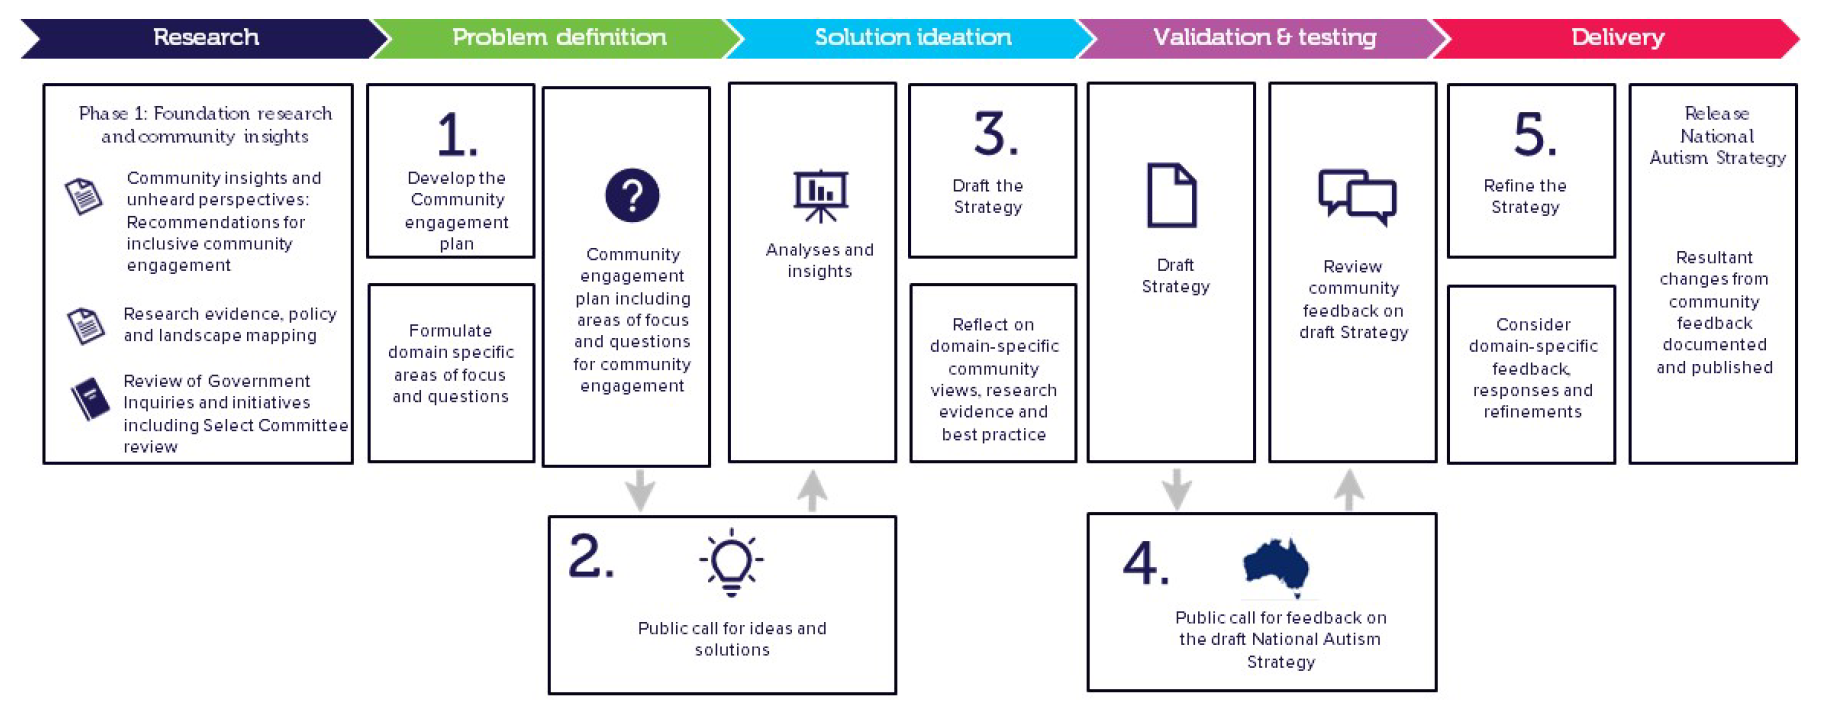 Research
Problem definition
Solution ideation
Validation & testing
Delivery
Phase 1: Foundation research
and community insights
Community insights and
unheard perspectives:
Recommendations for
inclusive community
engagement
Research evidence, policy
and landscape mapping
Review of Government
Inquiries and initiatives
including Select Committee
review
1.
Develop the
Community
engagement
plan
Formulate
domain specific
areas of focus
and questions
?
Community
engagement
plan including
areas of focus
and questions
for community
engagement
2.
Public call for ideas and
solutions
Analyses and
insights
3.
Draft the
Strategy
Reflect on
domain-specific
community
views, research
evidence and
best practice
Draft
Strategy
4.
Public call for feedback on
the draft National Autism
Strategy
Review
community
feedback on
draft Strategy
5.
Refine the
Strategy
Consider
domain-specific
feedback,
responses and
refinements
Release
National
Autism Strategy
Resultant
changes from
community
feedback
documented
and published